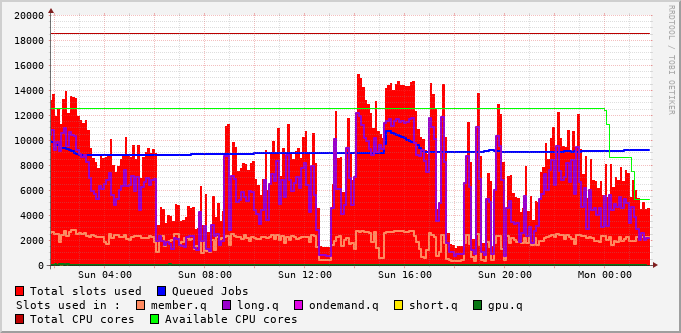 20000
18000
16000
14000
12000
10000
8000
6000
4000
2000
0
Sun 04:00 Sun 08:00 Sun 12:00 Sun 16:00 Sun 20:00 Mon 00:00
RRDTOOL / TOBI OETIKER
Total slots used Queued Jobs
Slots used in : member.q long.q ondemand.q short.q gpu.q
Total CPU cores Available CPU cores